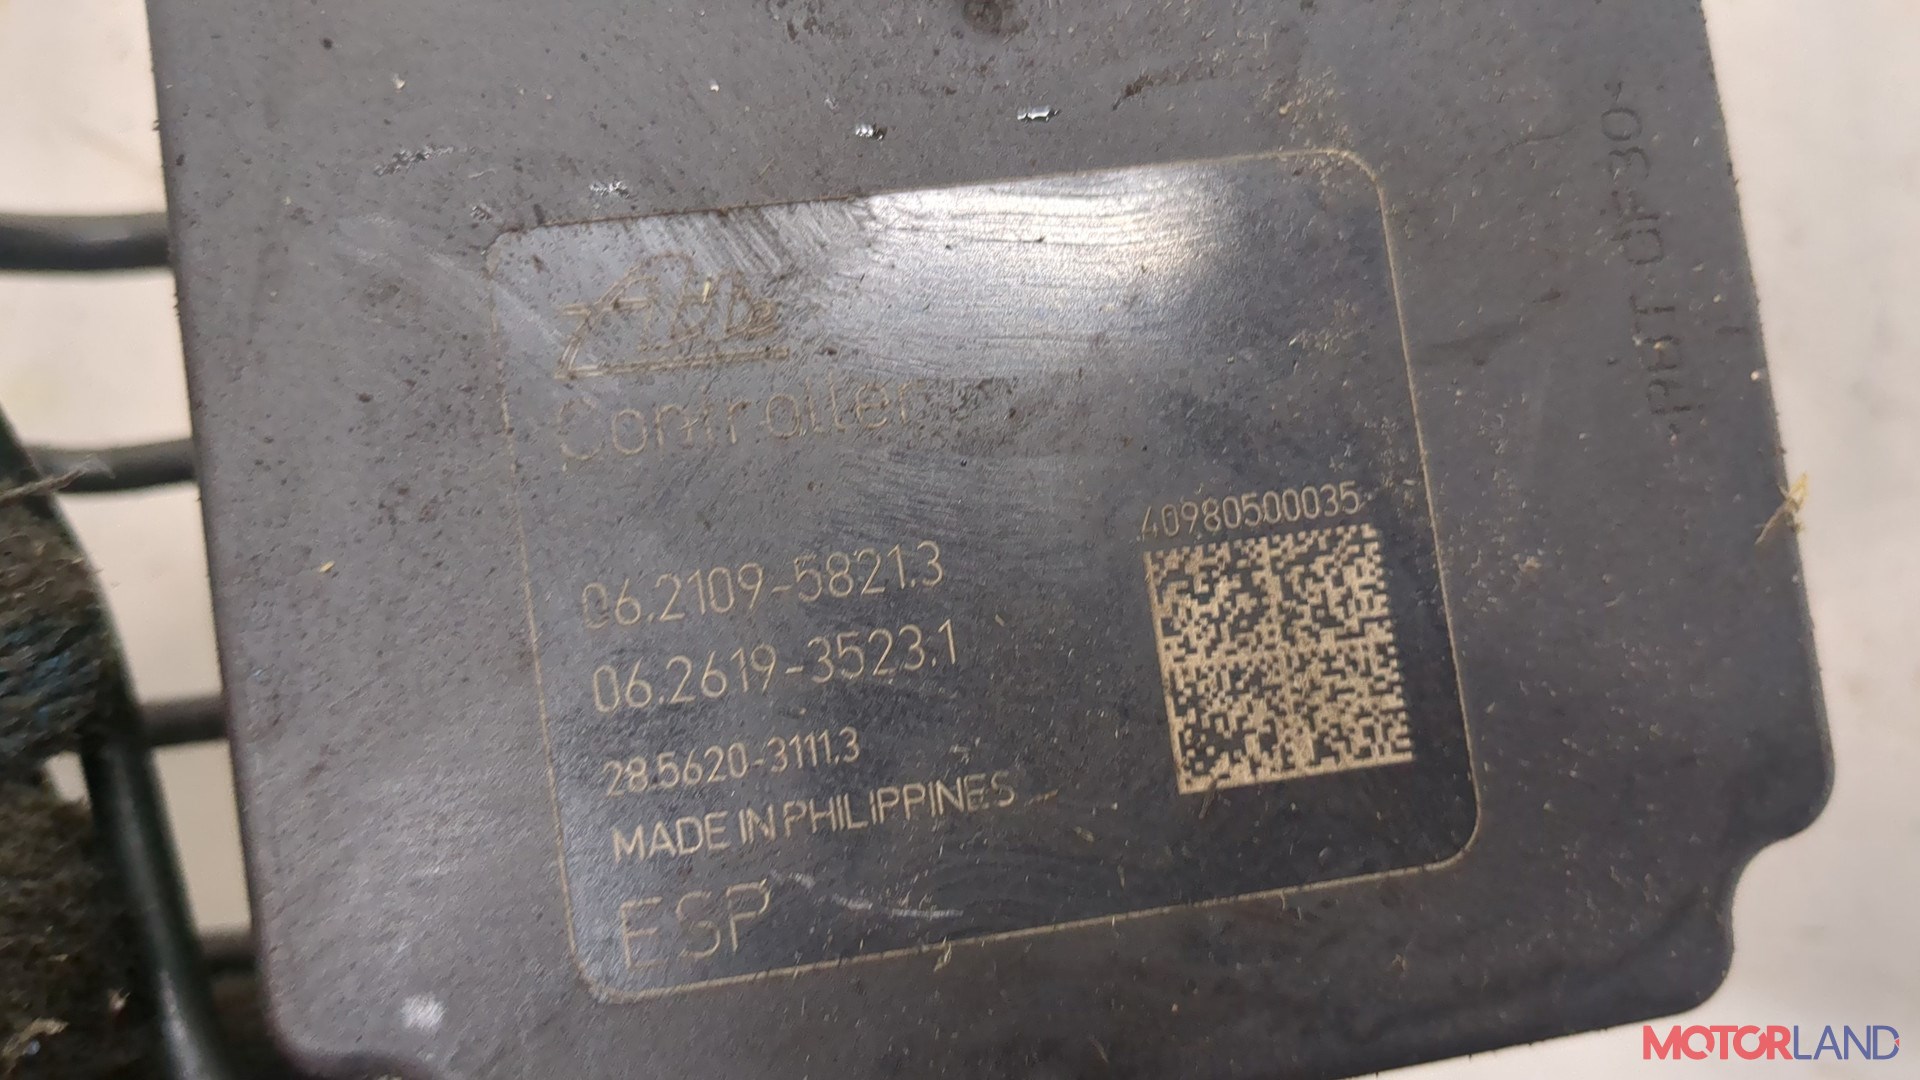 Ate
Controller
40980500035
06.2109-5821.3
06.2619-3523.1
28.5620-3111.3
MADE IN PHILIPPINES
ESP
PBT GF30
MOTORLAND